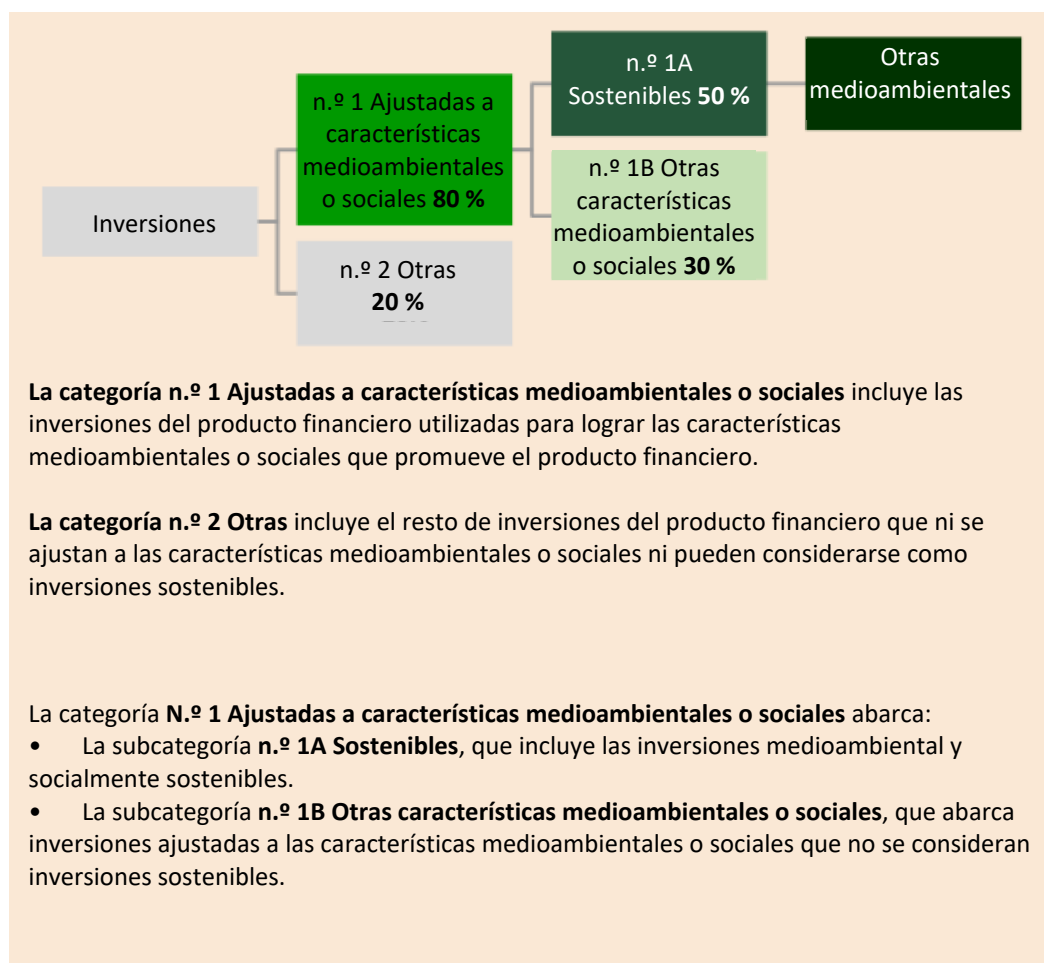 Inversiones
n.º 1 Ajustadas a
características
medioambientales
o sociales 80 %
n.º 2 Otras
20 %
n.º 1A
Sostenibles 50 %
n.º 1B Otras
características
medioambientales
o sociales 30 %
Otras
medioambientales
La categoría n.º 1 Ajustadas a características medioambientales o sociales incluye las
inversiones del producto financiero utilizadas para lograr las características
medioambientales o sociales que promueve el producto financiero.
La categoría n.º 2 Otras incluye el resto de inversiones del producto financiero que ni se
ajustan a las características medioambientales o sociales ni pueden considerarse como
inversiones sostenibles.
La categoría N.º 1 Ajustadas a características medioambientales o sociales abarca:
• La subcategoría n.º 1A Sostenibles, que incluye las inversiones medioambiental y
socialmente sostenibles.
• La subcategoría n.º 1B Otras características medioambientales o sociales, que abarca
inversiones ajustadas a las características medioambientales o sociales que no se consideran
inversiones sostenibles.